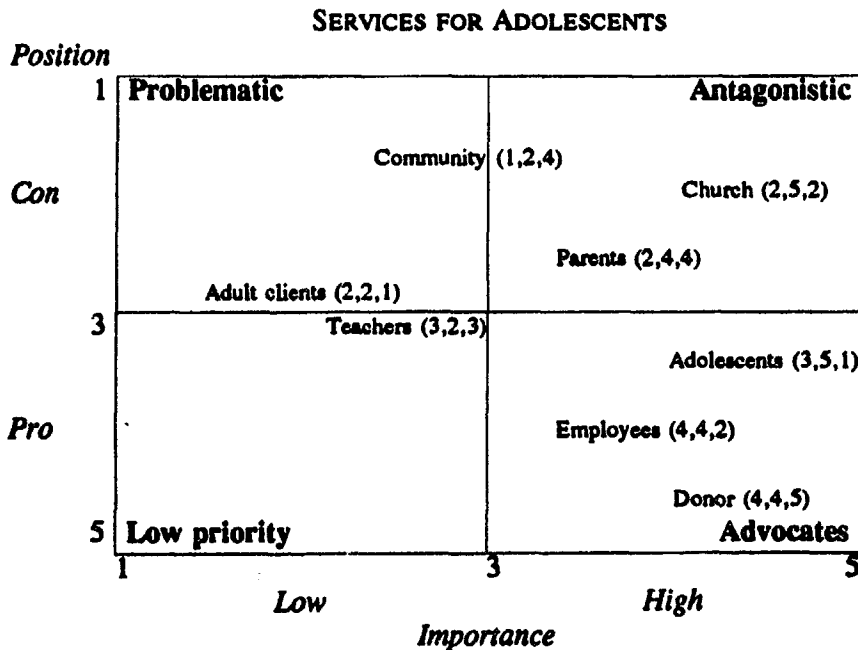 SERVICES FOR ADOLESCENTS
Position
1 Problematic Antagonistic
Community (1,2,4)
Con Church (2,5,2)
Parents (2,4,4)
Adult clients (2,2,1)
3 Teachers (3,2,3)
Adolescents (3,5,1)
Pro Employees (4,4,2)
Donor (4,4,5)
5 Low priority Advocates
1 3 5
Low High
Importance